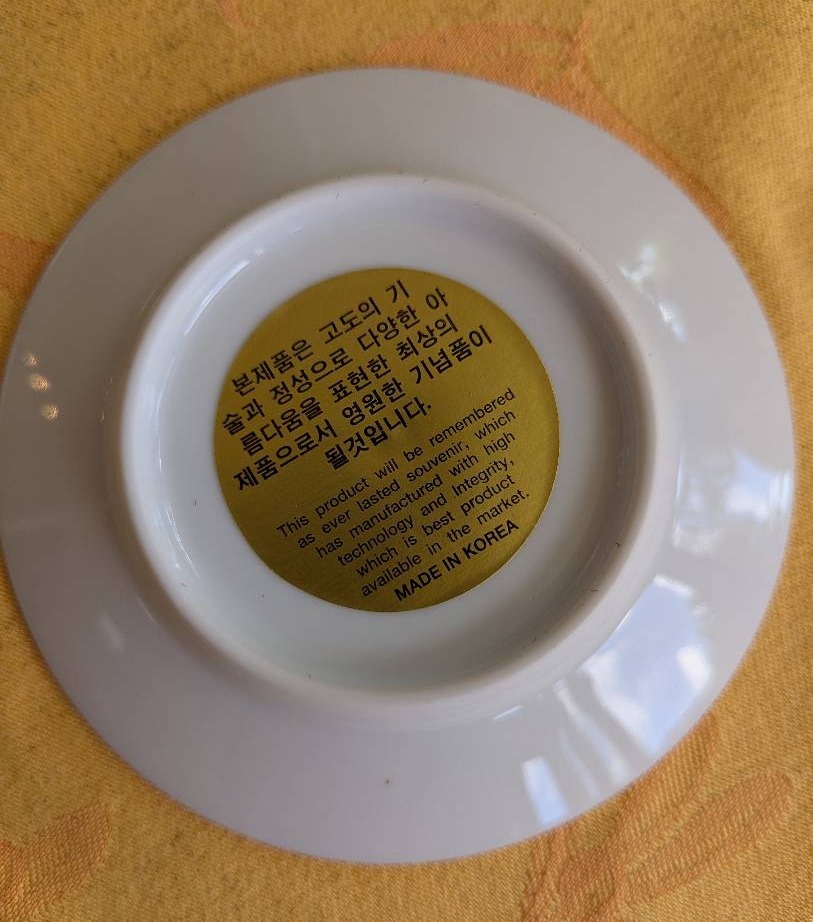 본제품은 고도의 기
술과 정성으로 다양한 아
름다움을 표현한 최상의
제품으로서 영원한 기념품이
될것입니다.
This product will be remembered
as ever lasted souvenir, which
has manufactured with high
technology and Integrity,
which is best product
available in the market.
MADE IN KOREA